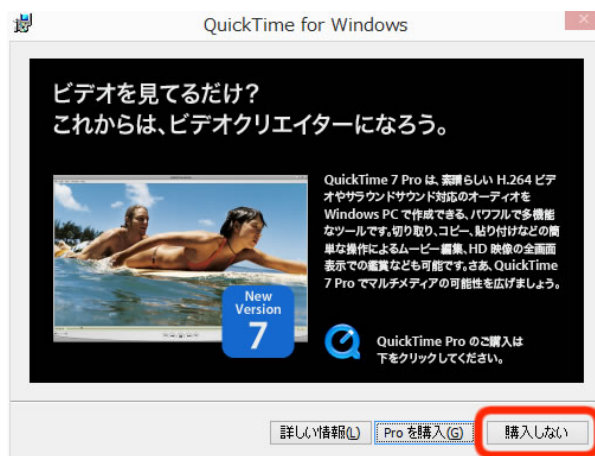 QuickTime for Windows
ビデオを見てるだけ?
これからは、ビデオクリエイターになろう。
QuickTime 7 Pro は、素晴らしい H.264 ビデ
オやサラウンドサウンド対応のオーディオを
Windows PC で作成できる、パワフルで多機能
なツールです。切り取り、コピー、貼り付けなどの簡
単な操作によるムービー編集、HD 映像の全画面
表示での鑑賞なども可能です。さあ、QuickTime
7 Pro でマルチメディアの可能性を広げましょう。
New
Version
7
QuickTime Pro のご購入は
下をクリックしてください。
詳しい情報(L)
Pro を購入(G)
購入しない